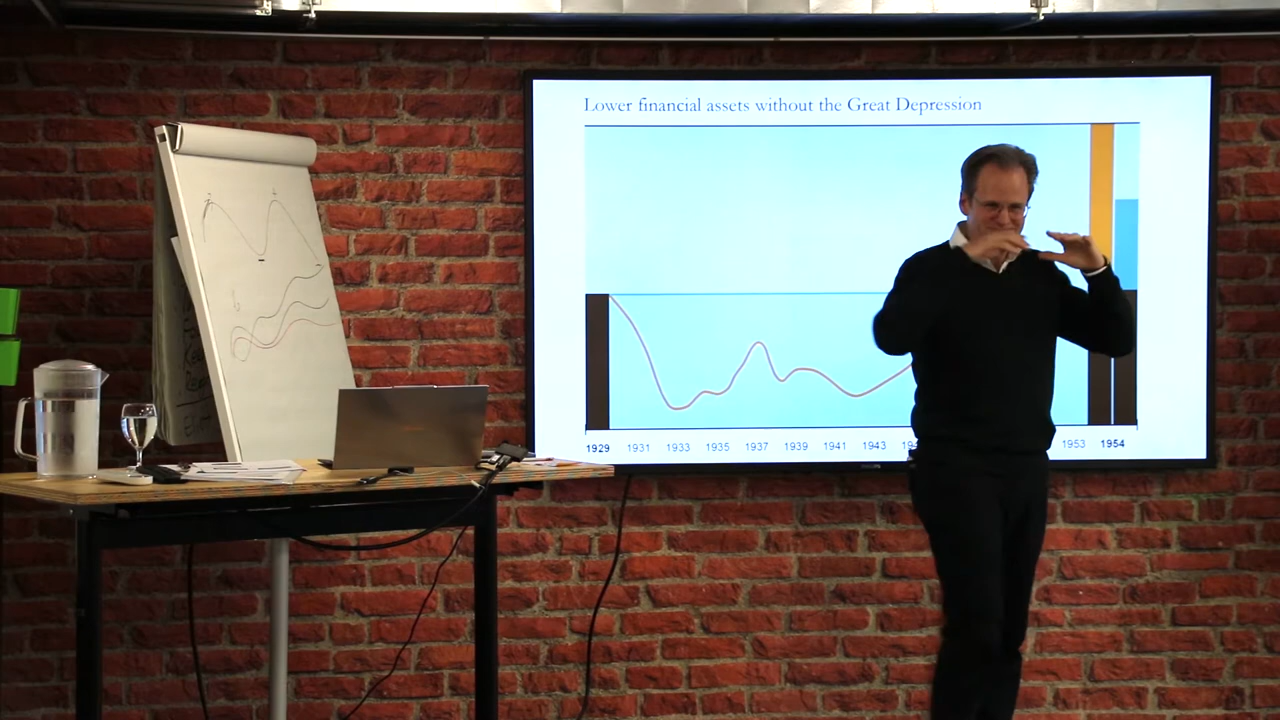 Lower financial assets without the Great Depression
1929 1931 1933 1935 1937 1939 1941 1943 1953 1954